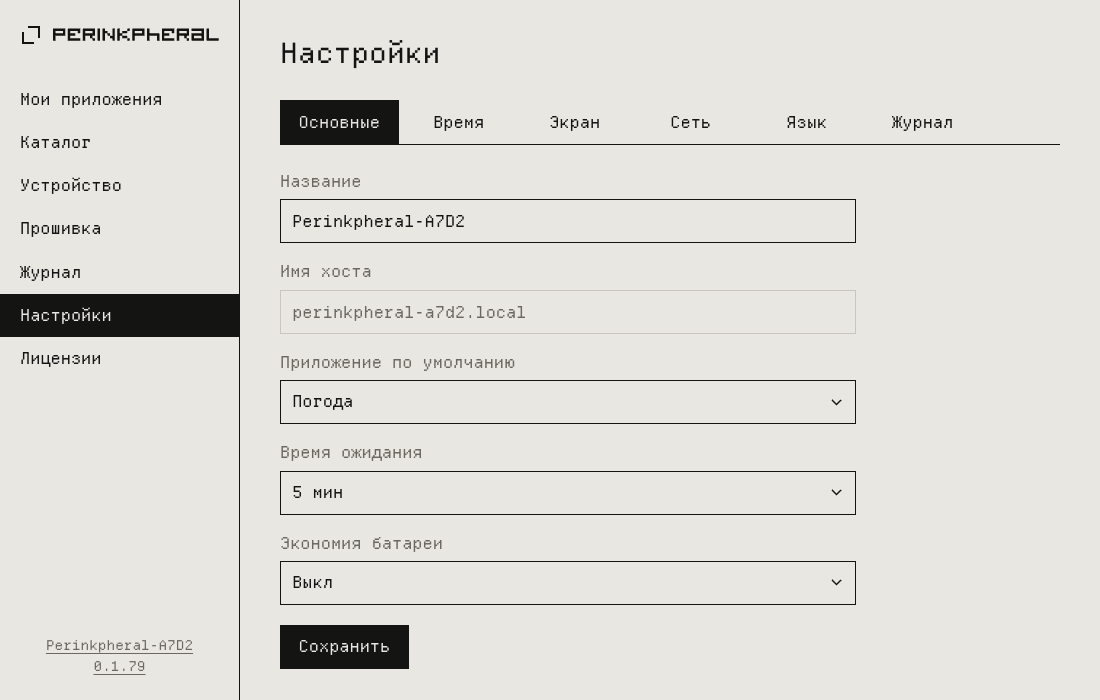 PERINKPHERAL
Мои приложения
Каталог
Устройство
Прошивка
Журнал
Настройки
Лицензии
Perinkpheral-A7D2
0.1.79
Настройки
Основные Время Экран Сеть Язык Журнал
Название
Perinkpheral-A7D2
Имя хоста
perinkpheral-a7d2.local
Приложение по умолчанию
Погода
Время ожидания
5 мин
Экономия батареи
Выкл
Сохранить